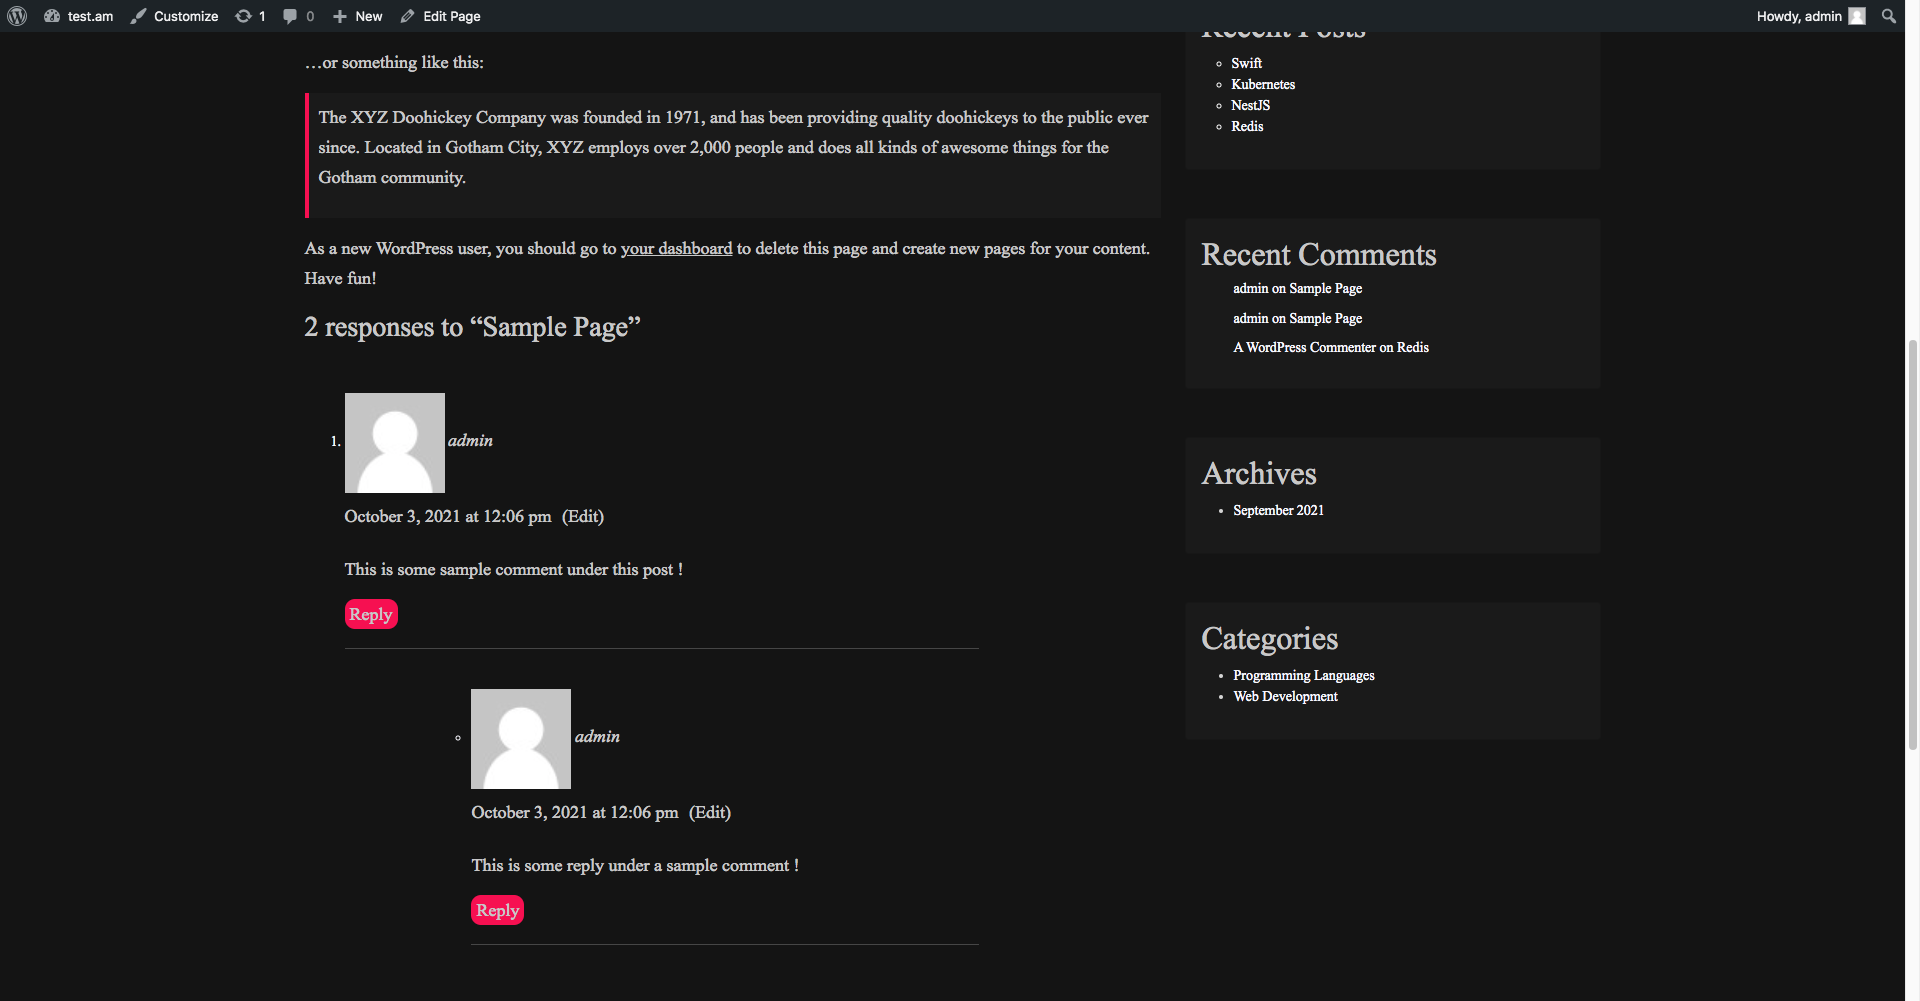 test.am Customize 1 0 New Edit Page Howdy, admin
…or something like this:
The XYZ Doohickey Company was founded in 1971, and has been providing quality doohickeys to the public ever
since. Located in Gotham City, XYZ employs over 2,000 people and does all kinds of awesome things for the
Gotham community.
As a new WordPress user, you should go to your dashboard to delete this page and create new pages for your content.
Have fun!
2 responses to “Sample Page”
1. admin
October 3, 2021 at 12:06 pm (Edit)
This is some sample comment under this post !
Reply
admin
October 3, 2021 at 12:06 pm (Edit)
This is some reply under a sample comment !
Reply
Recent Posts
Swift
Kubernetes
NestJS
Redis
Recent Comments
admin on Sample Page
admin on Sample Page
A WordPress Commenter on Redis
Archives
September 2021
Categories
Programming Languages
Web Development